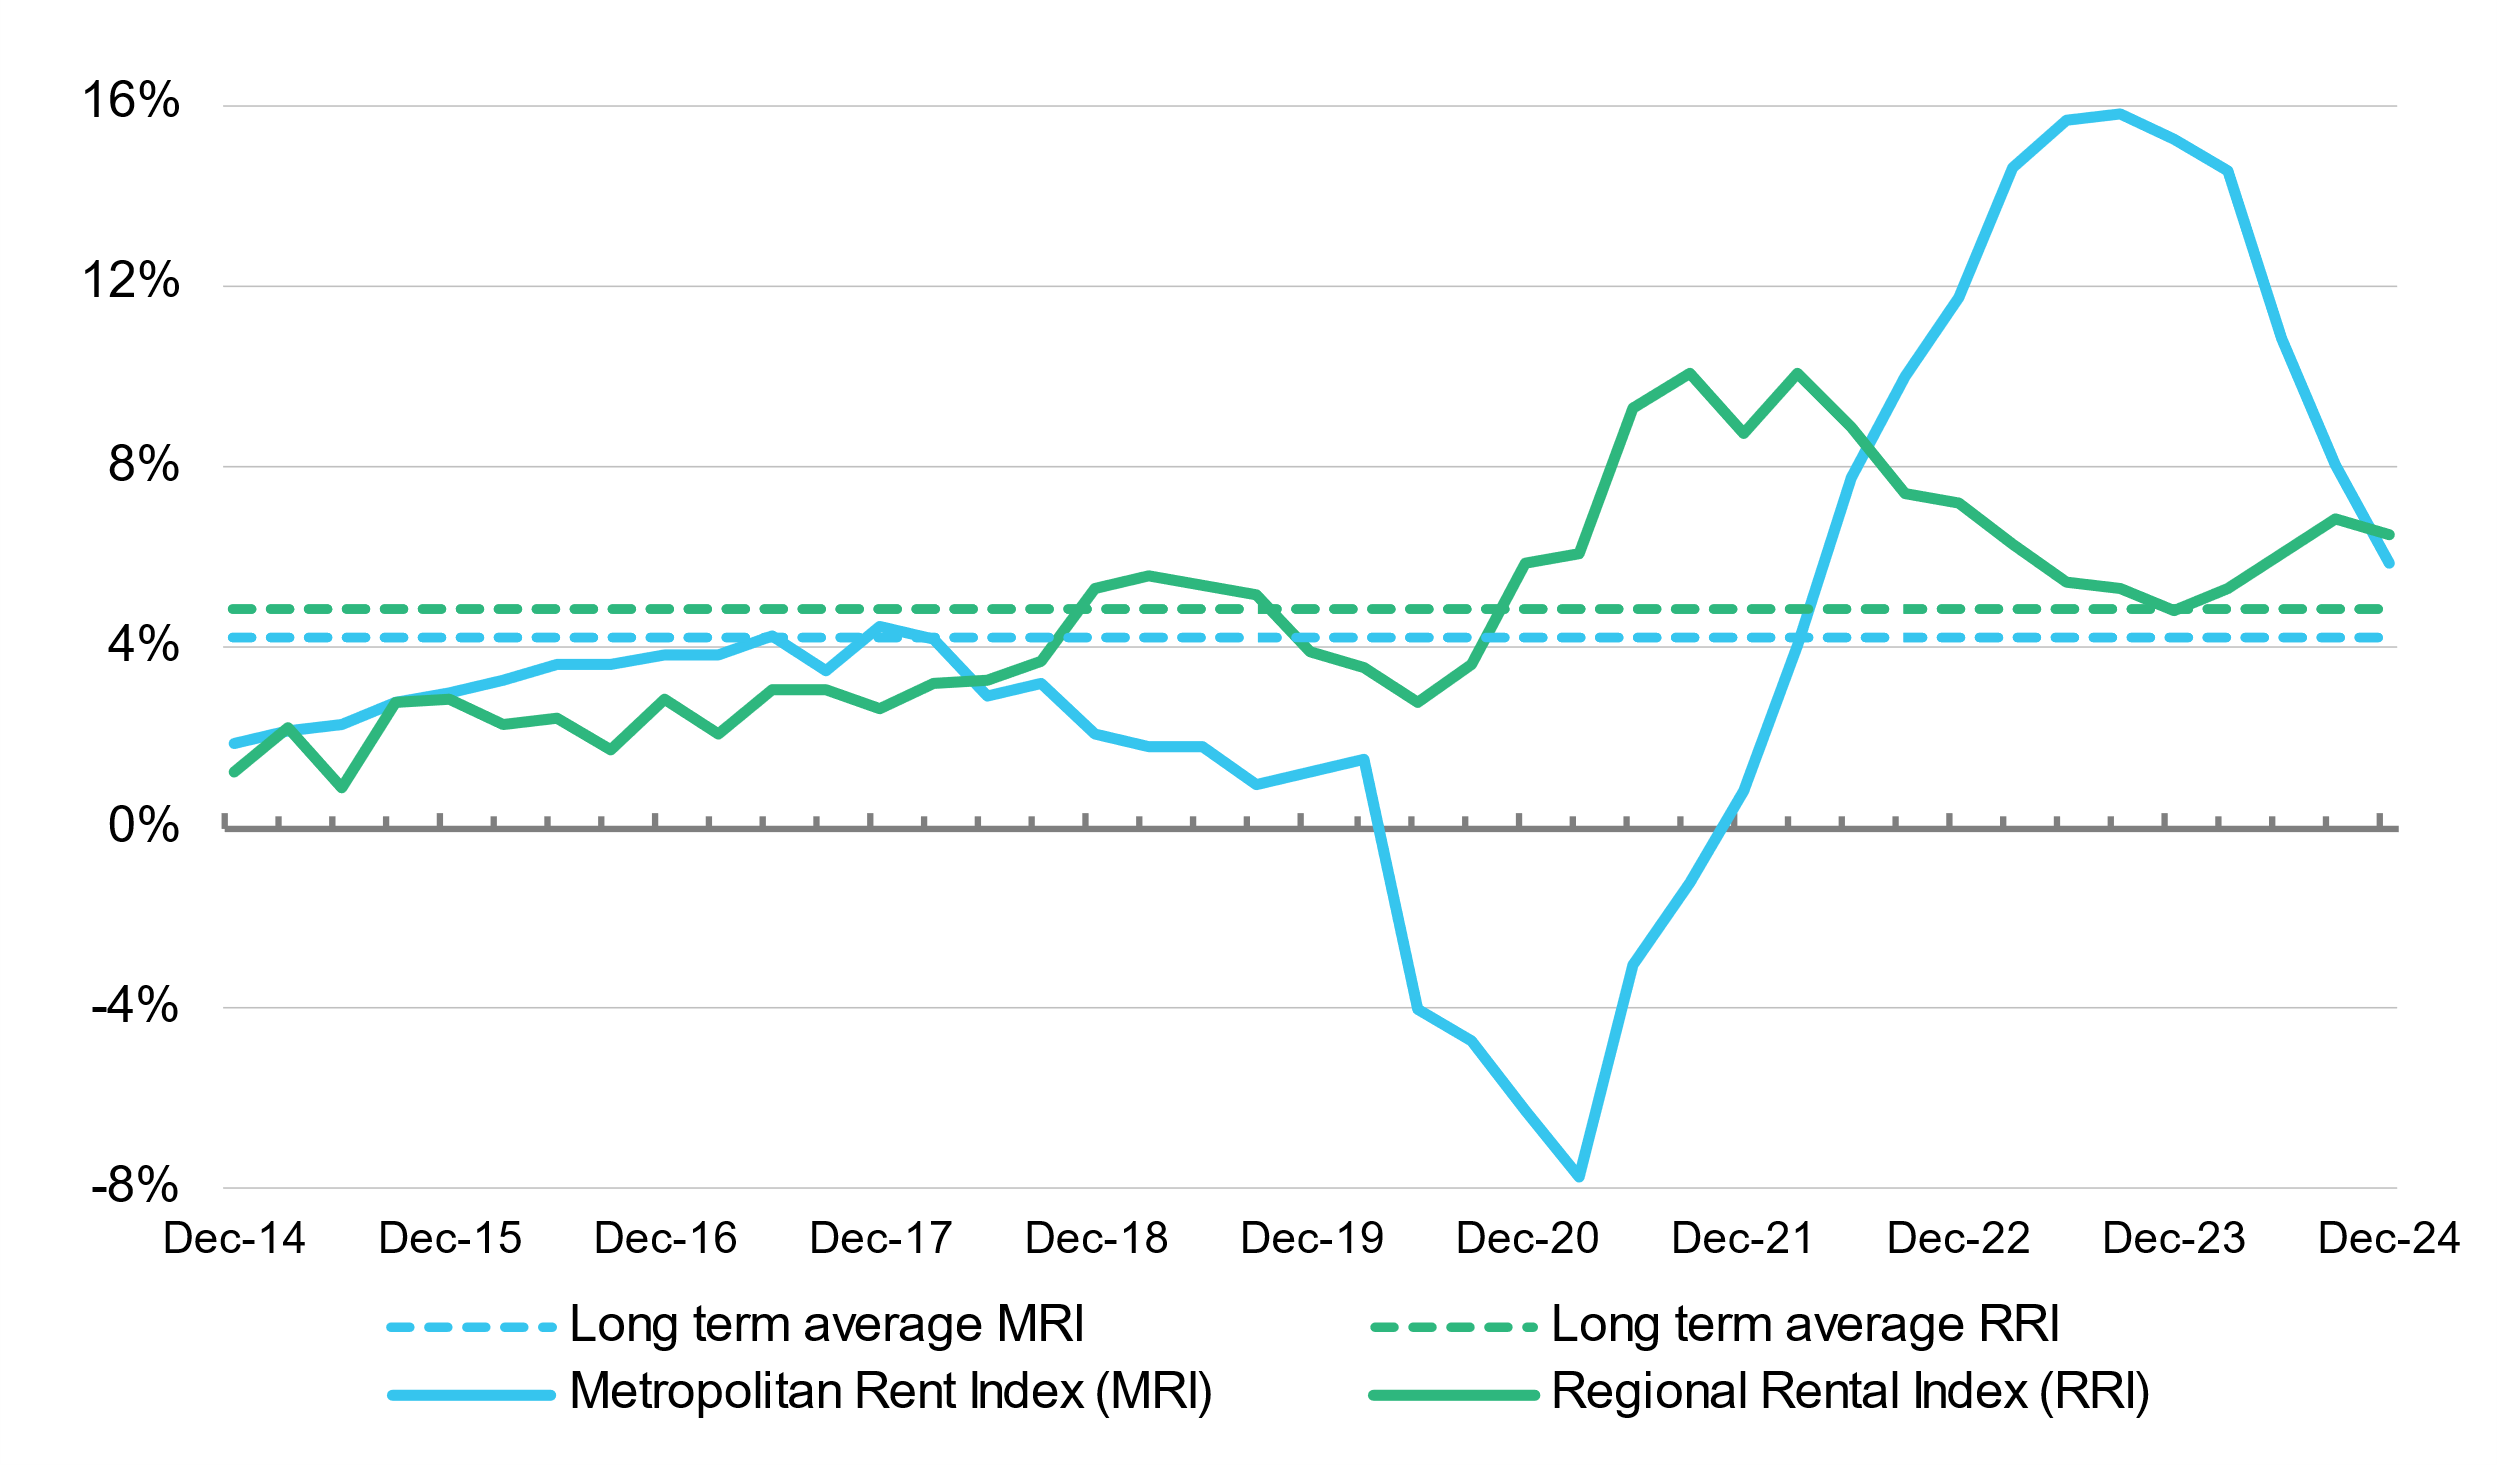 16%
12%
8%
4%
0%
-4%
-8%
Dec-14 Dec-15 Dec-16 Dec-17 Dec-18 Dec-19 Dec-20 Dec-21 Dec-22 Dec-23 Dec-24
Long term average MRI Long term average RRI
Metropolitan Rent Index (MRI) Regional Rental Index (RRI)